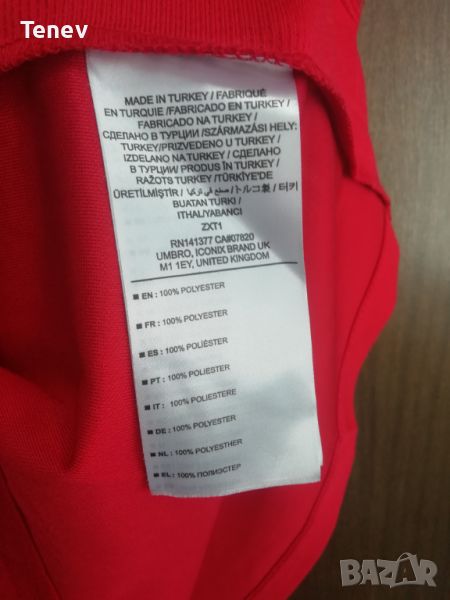 Tenev
MADE IN TURKEY / FABRIQUÉ
EN TURQUIE/FABRICADO EN TURKEY /
FABRICADO NA TURKEY /
СДЕЛАНО В ТУРЦИИ /SZÁRMAZÁSI HELY:
TURKEY/PRIVEDENO U TURKEY/
IZDELANO NA TURKEY / СДЕЛАНО
В ТУРЦИИ/ PRODUS ÎN TURKEY/
RAŽOTS TURKEY/TÜRKİYE'DE
ÜRETİLMİŞTİR / صنع في تركيا / トルコ製 / 터키
BUATAN TURKI /
ITHALIYABANCI
ZXT1
RN141377 CA#07820
UMBRO, ICONIX BRAND UK
M1 1EY, UNITED KINGDOM
■ EN : 100% POLYESTER
■ FR : 100% POLYESTER
■ ES : 100% POLIÉSTER
■ PT : 100% POLIÉSTER
■ IT : 100% POLIESTERE
■ DE : 100% POLYESTER
■ NL : 100% POLYESTHER
■ EL : 100% ПОЛИЭСТЕР
BAZAR